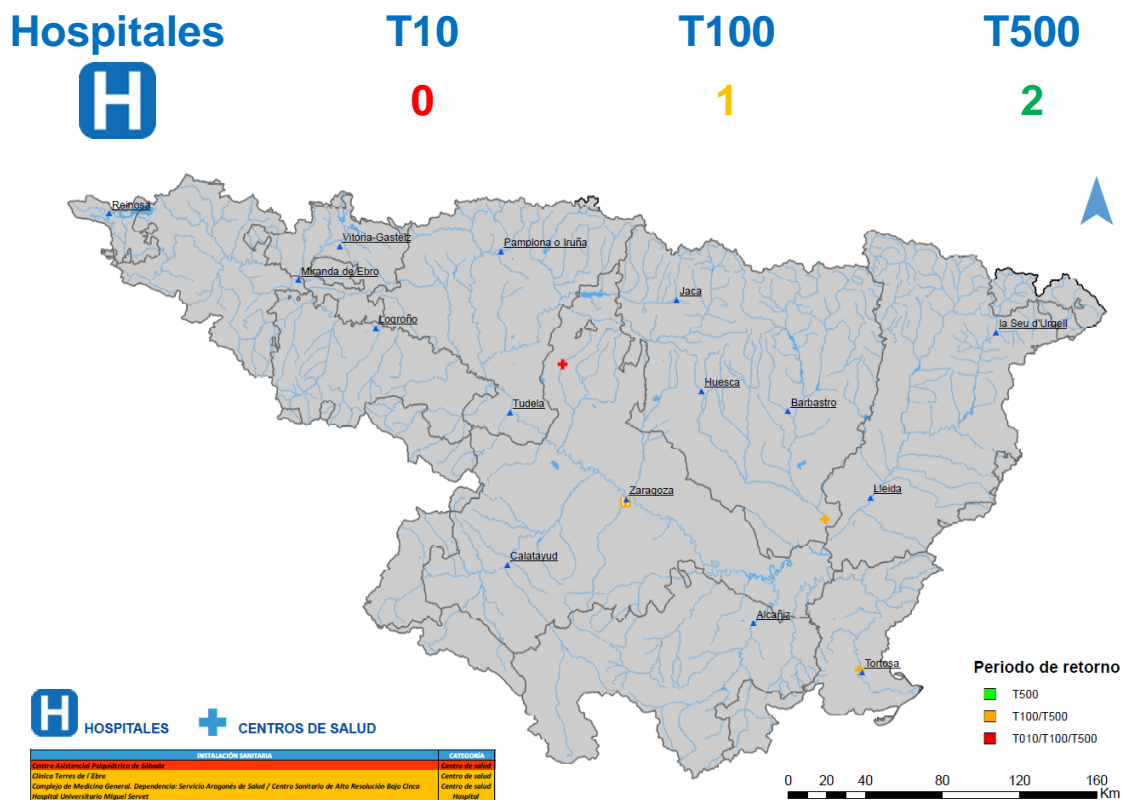 Hospitales T10 T100 T500
H 0 1 2
Reinosa
Vitoria-Gasteiz
Pamplona o Iruña
Miranda de Ebro
Jaca
Logroño
la Seu d'Urgell
Huesca
Tudela
Barbastro
Zaragoza
Lleida
Calatayud
Alcañiz
Tortosa
Periodo de retorno
T500
T100/T500
T010/T100/T500
H HOSPITALES CENTROS DE SALUD
INSTALACIÓN SANITARIA CATEGORÍA
Centro Asistencial Psiquiátrico de Sádaba Centro de salud
Clínica Terres de l´Ebre Centro de salud
Complejo de Medicina General. Dependencia: Servicio Aragonés de Salud / Centro Sanitario de Alta Resolución Bajo Cinca Centro de salud
Hospital Universitario Miguel Servet Hospital
0 20 40 80 120 160
Km